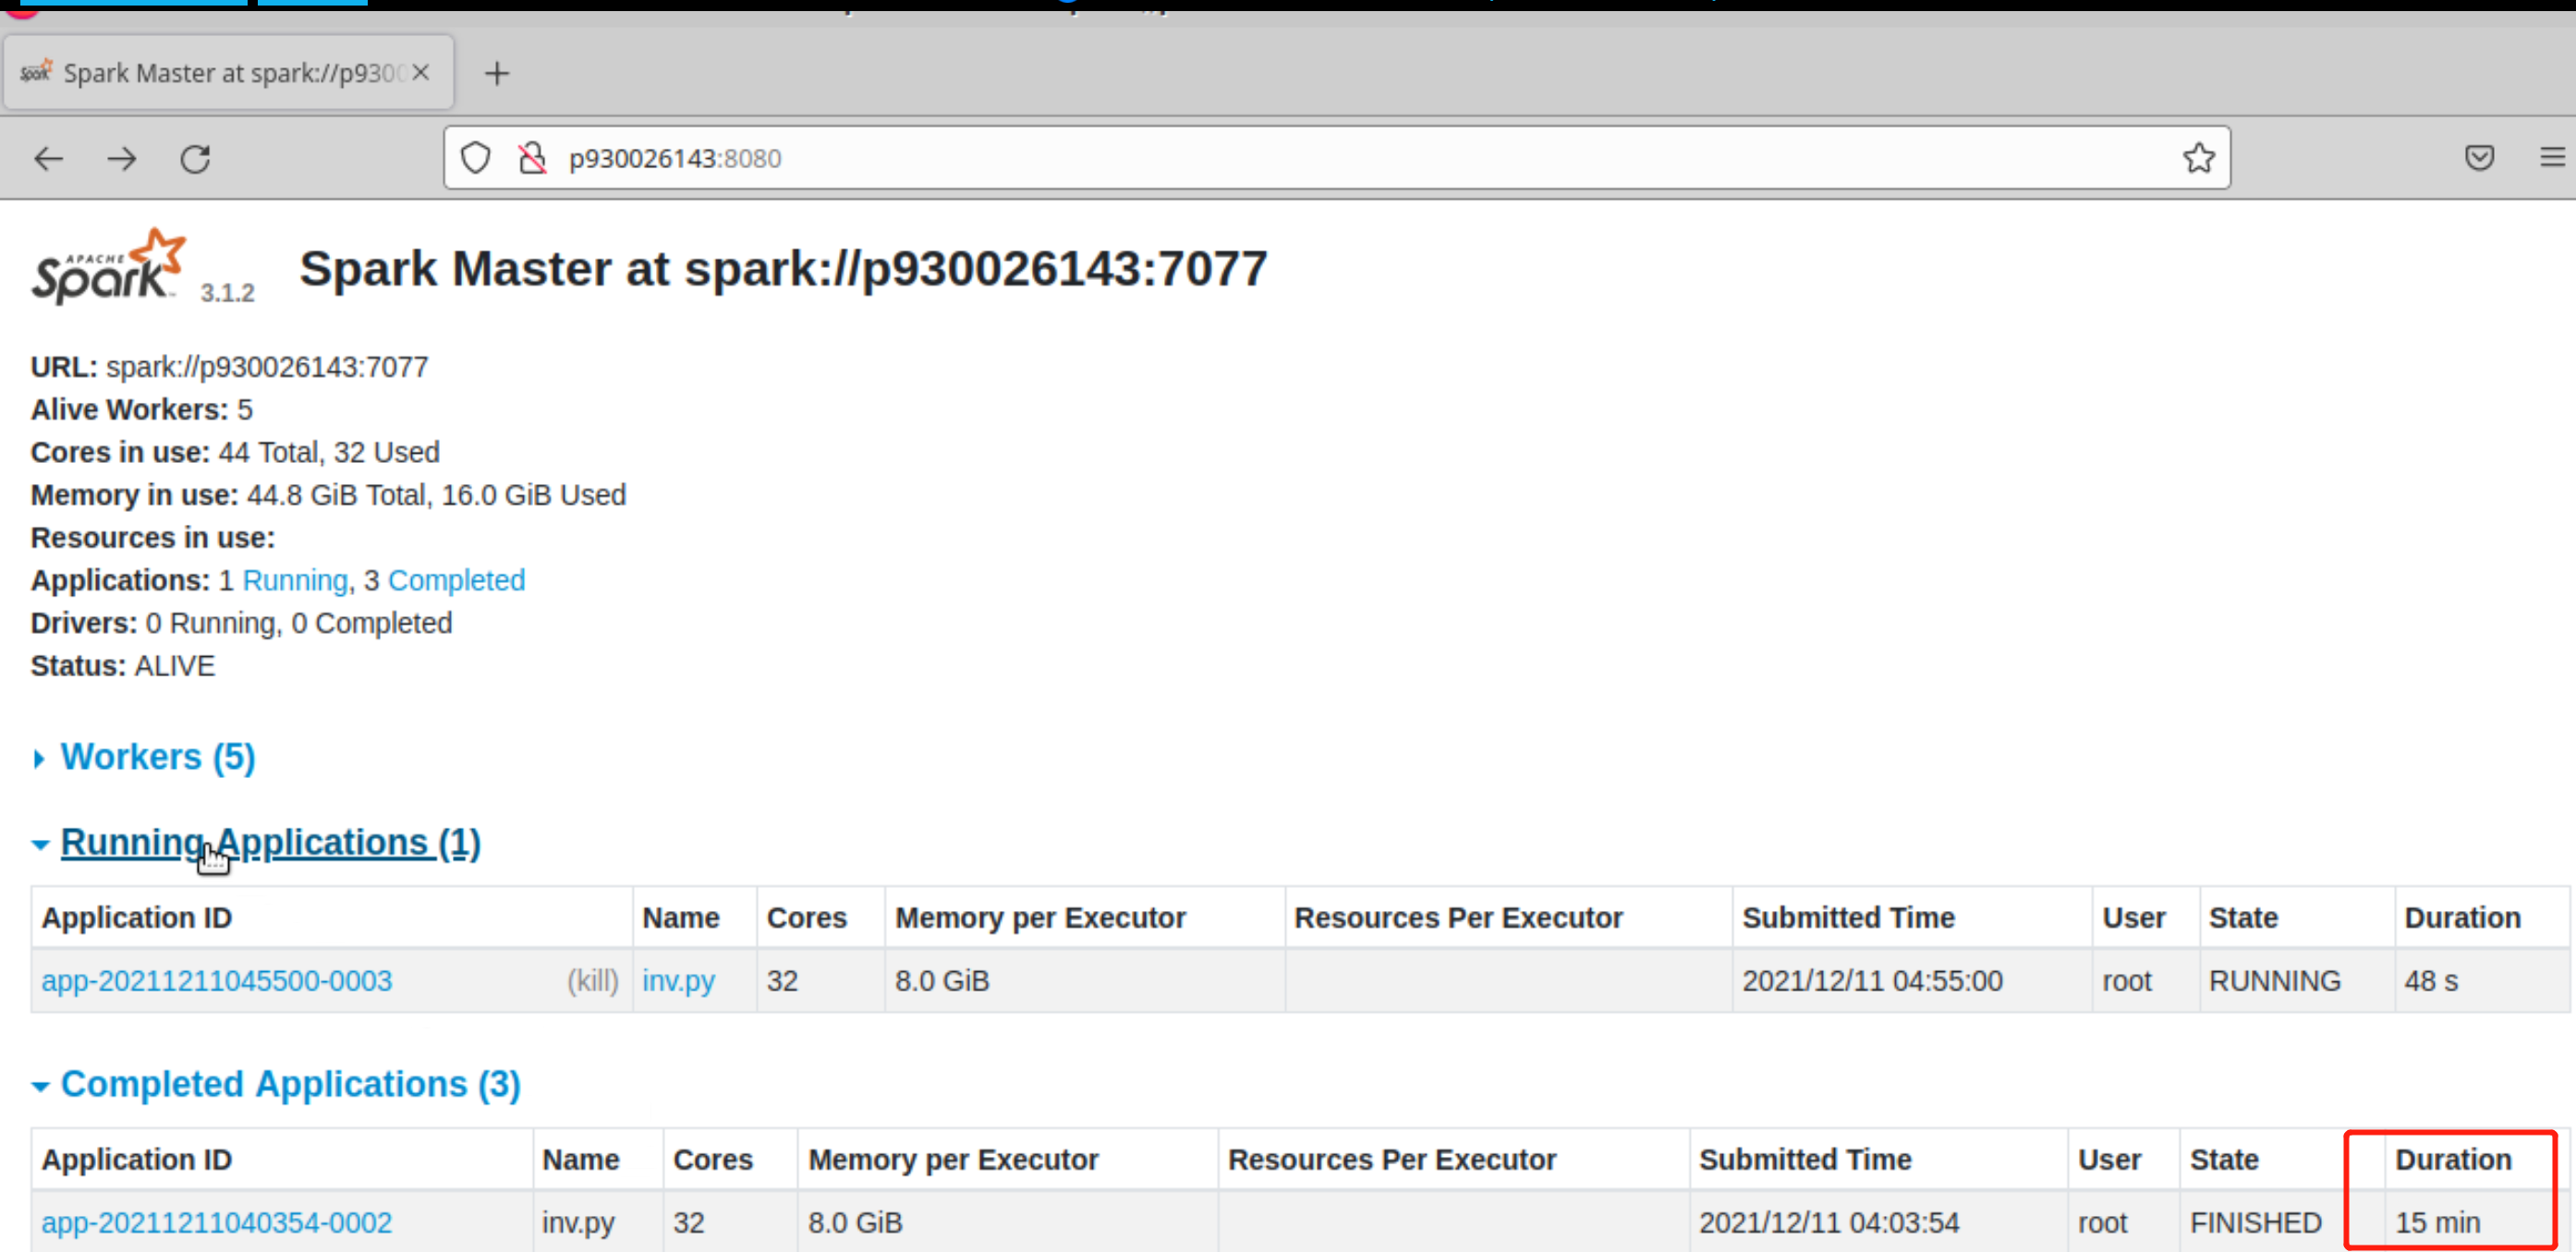 Spark Master at spark://p9300
p930026143:8080
APACHE Spark 3.1.2
Spark Master at spark://p930026143:7077
URL: spark://p930026143:7077
Alive Workers: 5
Cores in use: 44 Total, 32 Used
Memory in use: 44.8 GiB Total, 16.0 GiB Used
Resources in use:
Applications: 1 Running, 3 Completed
Drivers: 0 Running, 0 Completed
Status: ALIVE
Workers (5)
Running Applications (1)
Application ID Name Cores Memory per Executor Resources Per Executor Submitted Time User State Duration
app-20211211045500-0003 (kill) inv.py 32 8.0 GiB 2021/12/11 04:55:00 root RUNNING 48 s
Completed Applications (3)
Application ID Name Cores Memory per Executor Resources Per Executor Submitted Time User State Duration
app-20211211040354-0002 inv.py 32 8.0 GiB 2021/12/11 04:03:54 root FINISHED 15 min